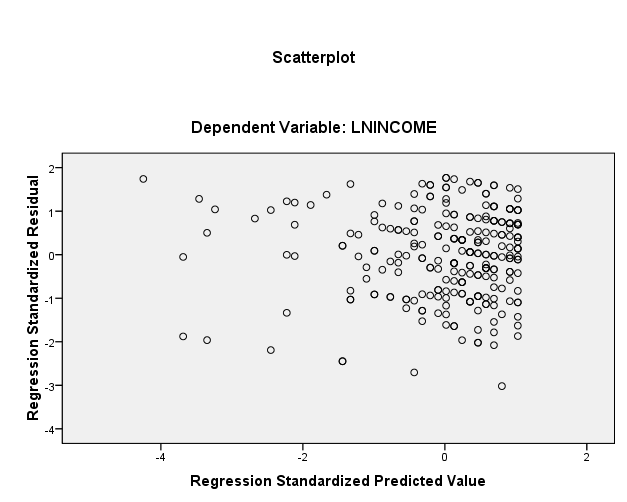 Scatterplot
Dependent Variable: LNINCOME
Regression Standardized Residual
2
1
0
-1
-2
-3
-4
-4
-2
0
2
Regression Standardized Predicted Value